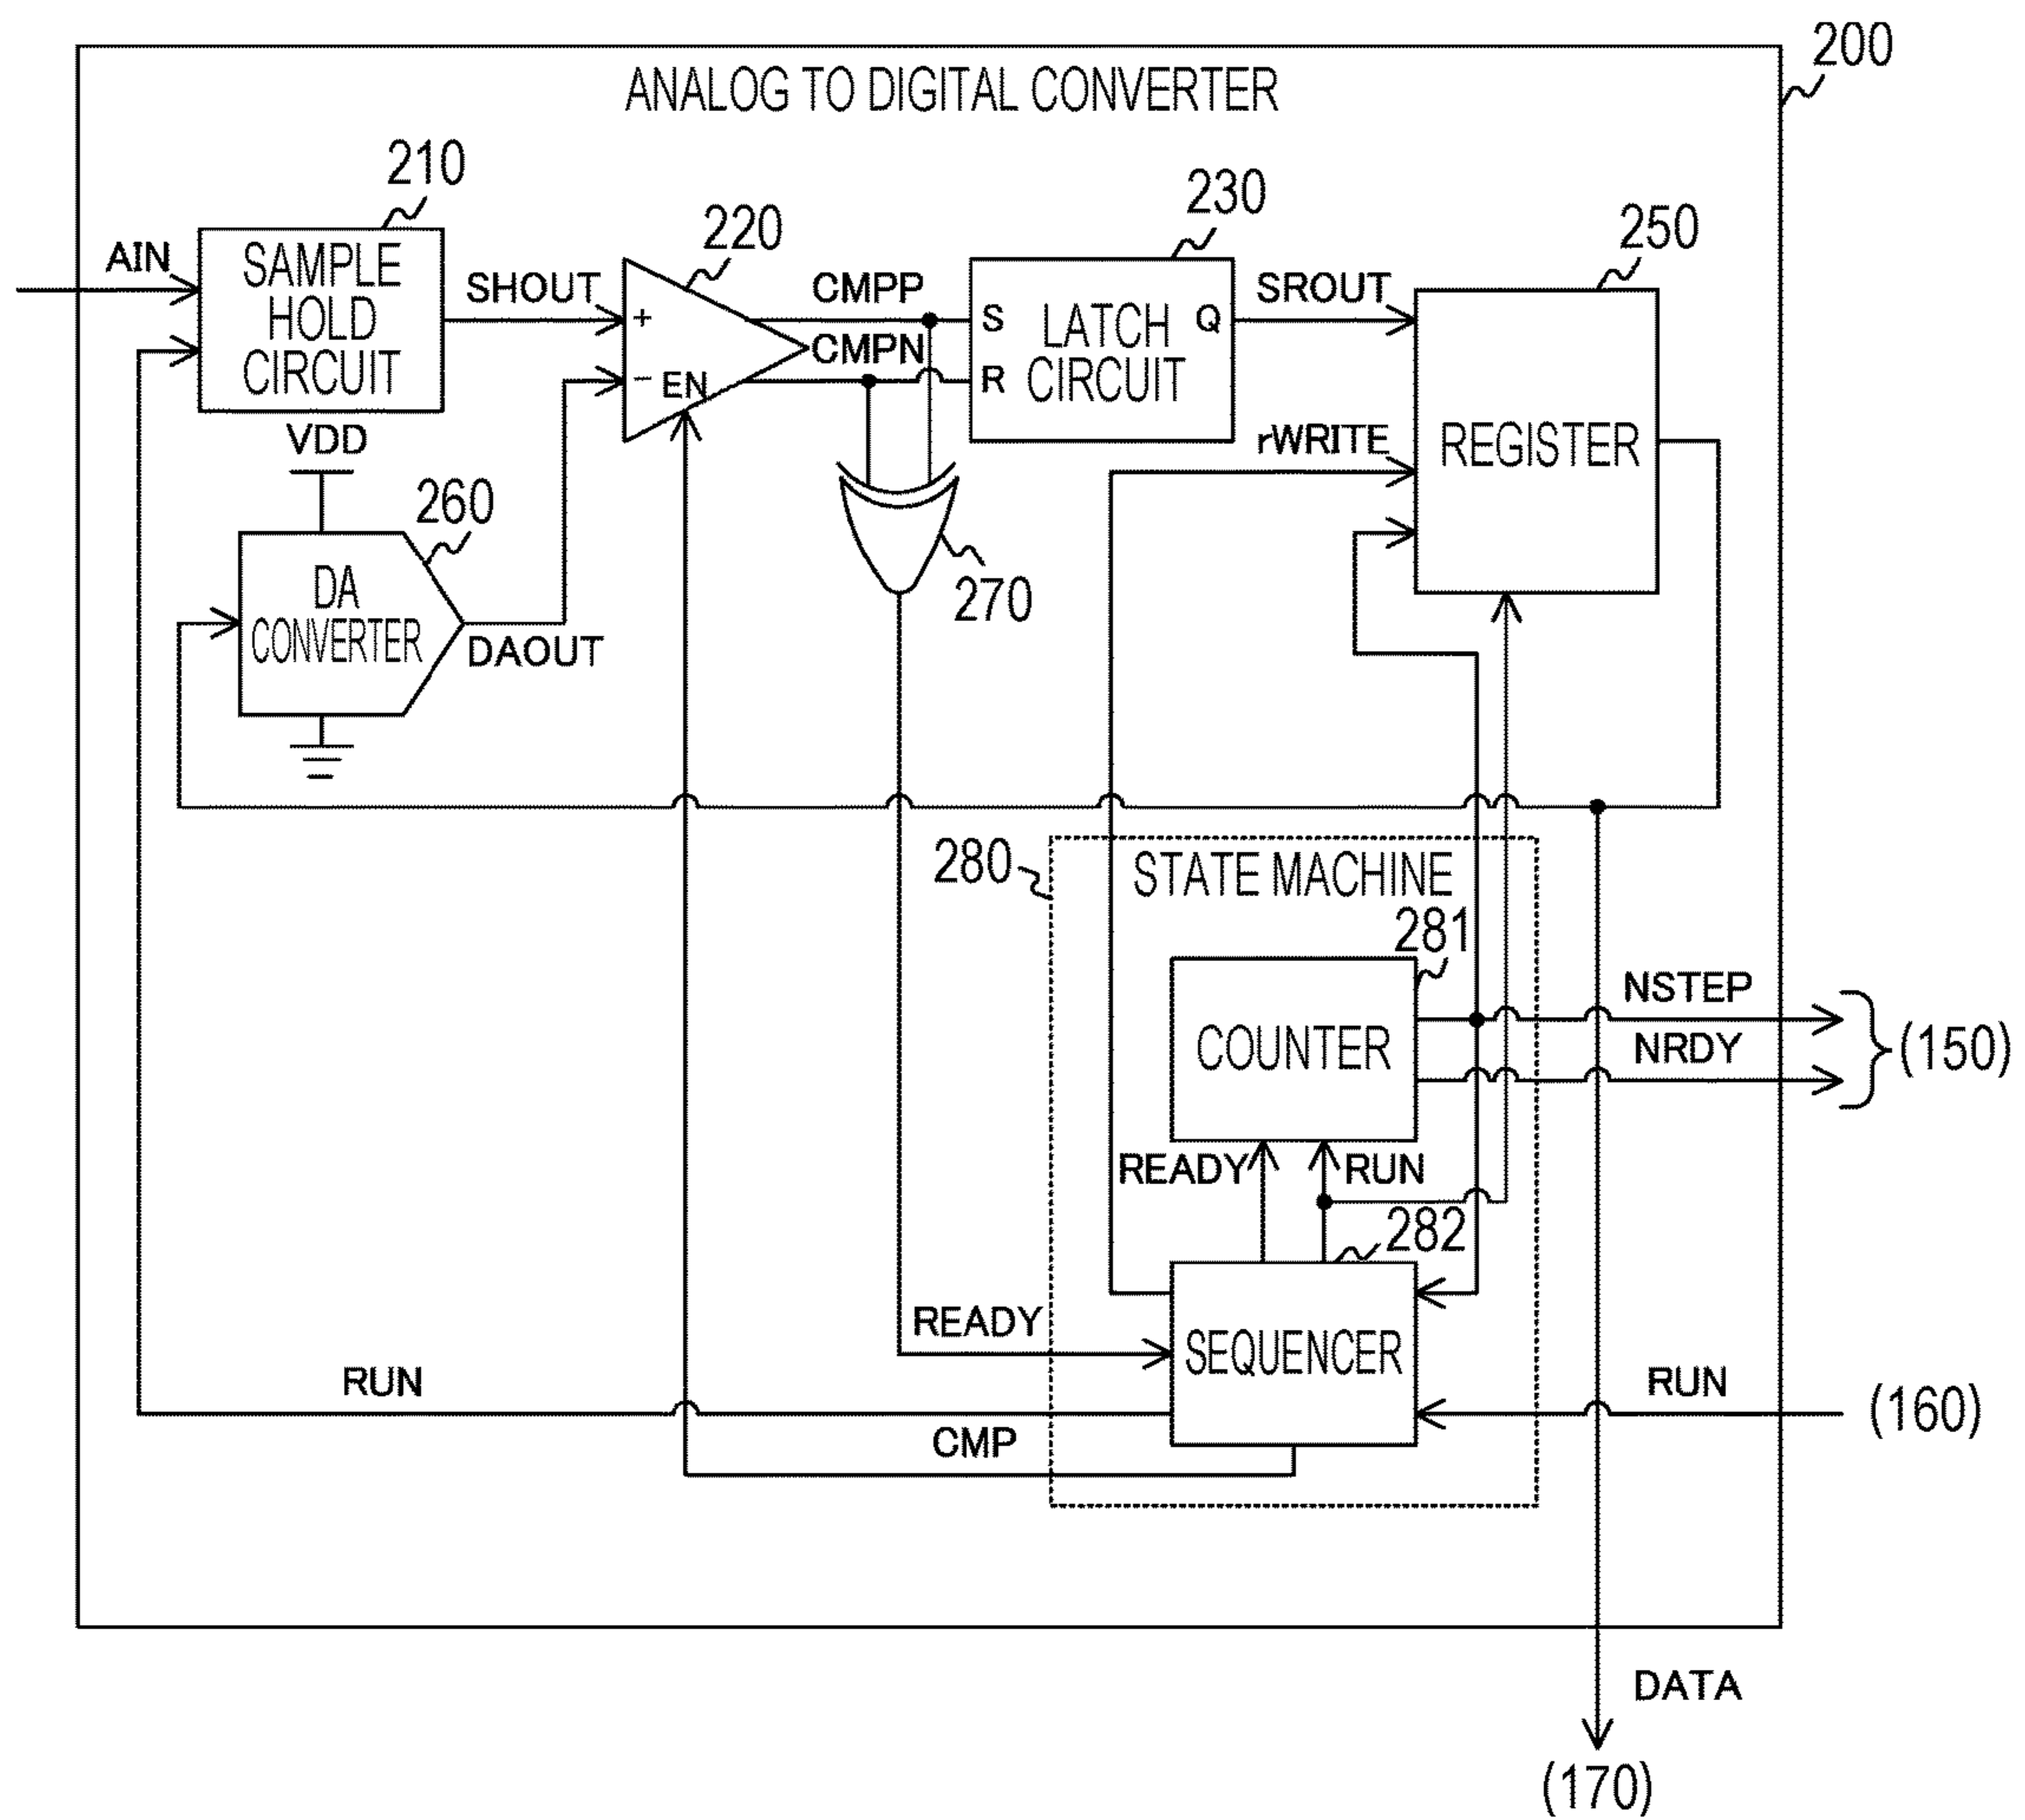 200
ANALOG TO DIGITAL CONVERTER
210
220
230
250
AIN
SAMPLE
HOLD
CIRCUIT
SHOUT
+
−
EN
CMPP
CMPN
S
R
LATCH
CIRCUIT
Q
SROUT
rWRITE
REGISTER
VDD
260
DA
CONVERTER
DAOUT
270
280
STATE MACHINE
281
COUNTER
NSTEP
NRDY
(150)
READY
RUN
282
READY
SEQUENCER
RUN
RUN
(160)
CMP
DATA
(170)